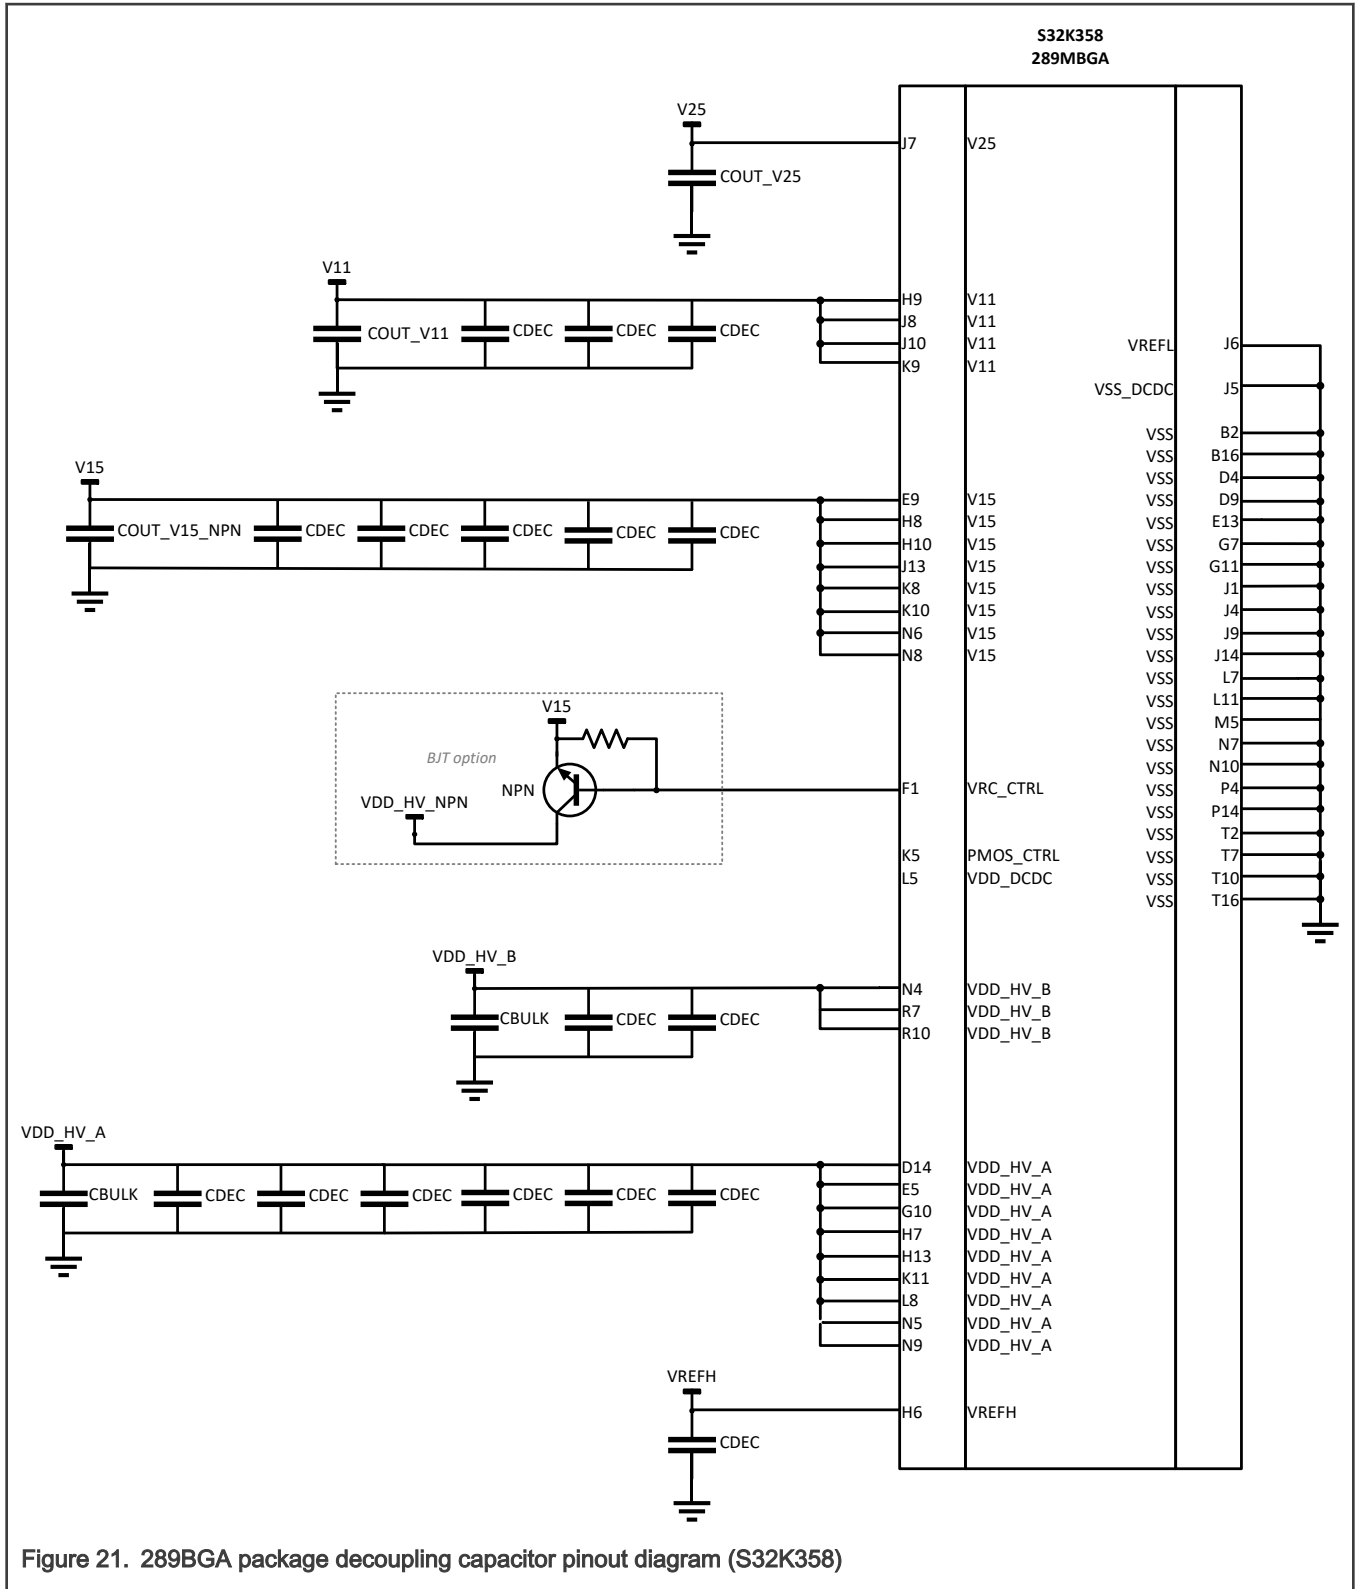 S32K358
289MBGA
V25
J7 V25
COUT_V25
V11
H9 V11
COUT_V11 CDEC CDEC CDEC
J8 V11
J10 V11
K9 V11
VREFL J6
VSS_DCDC J5
VSS B2
VSS B16
VSS D4
VSS D9
VSS E13
VSS G7
VSS G11
VSS J1
VSS J4
VSS J9
VSS J14
VSS L7
VSS L11
VSS M5
VSS N7
VSS N10
VSS P4
VSS P14
VSS T2
VSS T7
VSS T10
VSS T16
V15
COUT_V15_NPN CDEC CDEC CDEC CDEC CDEC
E9 V15
H8 V15
H10 V15
J13 V15
K8 V15
K10 V15
N6 V15
N8 V15
V15
BJT option
NPN
VDD_HV_NPN
F1 VRC_CTRL
K5 PMOS_CTRL
L5 VDD_DCDC
VDD_HV_B
CBULK CDEC CDEC
N4 VDD_HV_B
R7 VDD_HV_B
R10 VDD_HV_B
VDD_HV_A
CBULK CDEC CDEC CDEC CDEC CDEC CDEC
D14 VDD_HV_A
E5 VDD_HV_A
G10 VDD_HV_A
H7 VDD_HV_A
H13 VDD_HV_A
K11 VDD_HV_A
L8 VDD_HV_A
N5 VDD_HV_A
N9 VDD_HV_A
VREFH
H6 VREFH
CDEC
Figure 21. 289BGA package decoupling capacitor pinout diagram (S32K358)